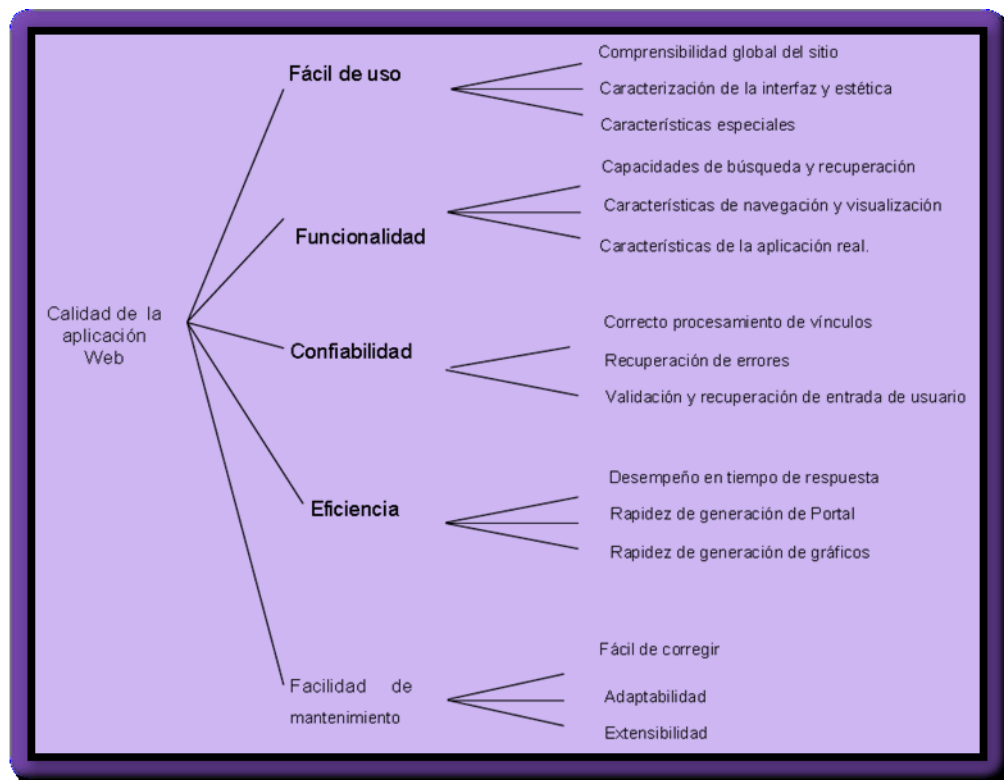 Calidad de la
aplicación
Web
Fácil de uso
Comprensibilidad global del sitio
Caracterización de la interfaz y estética
Características especiales
Funcionalidad
Capacidades de búsqueda y recuperación
Características de navegación y visualización
Características de la aplicación real.
Confiabilidad
Correcto procesamiento de vínculos
Recuperación de errores
Validación y recuperación de entrada de usuario
Eficiencia
Desempeño en tiempo de respuesta
Rapidez de generación de Portal
Rapidez de generación de gráficos
Facilidad de
mantenimiento
Fácil de corregir
Adaptabilidad
Extensibilidad